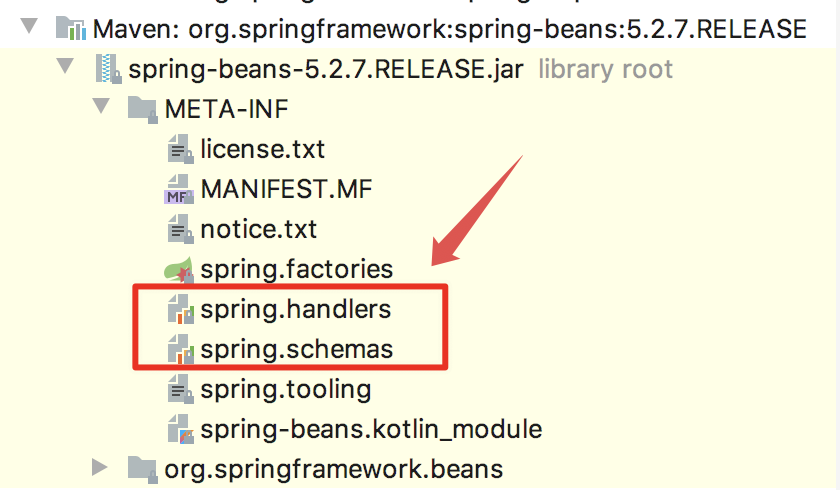 Maven: org.springframework:spring-beans:5.2.7.RELEASE
spring-beans-5.2.7.RELEASE.jar library root
META-INF
license.txt
MF MANIFEST.MF
notice.txt
spring.factories
spring.handlers
spring.schemas
spring.tooling
spring-beans.kotlin_module
org.springframework.beans